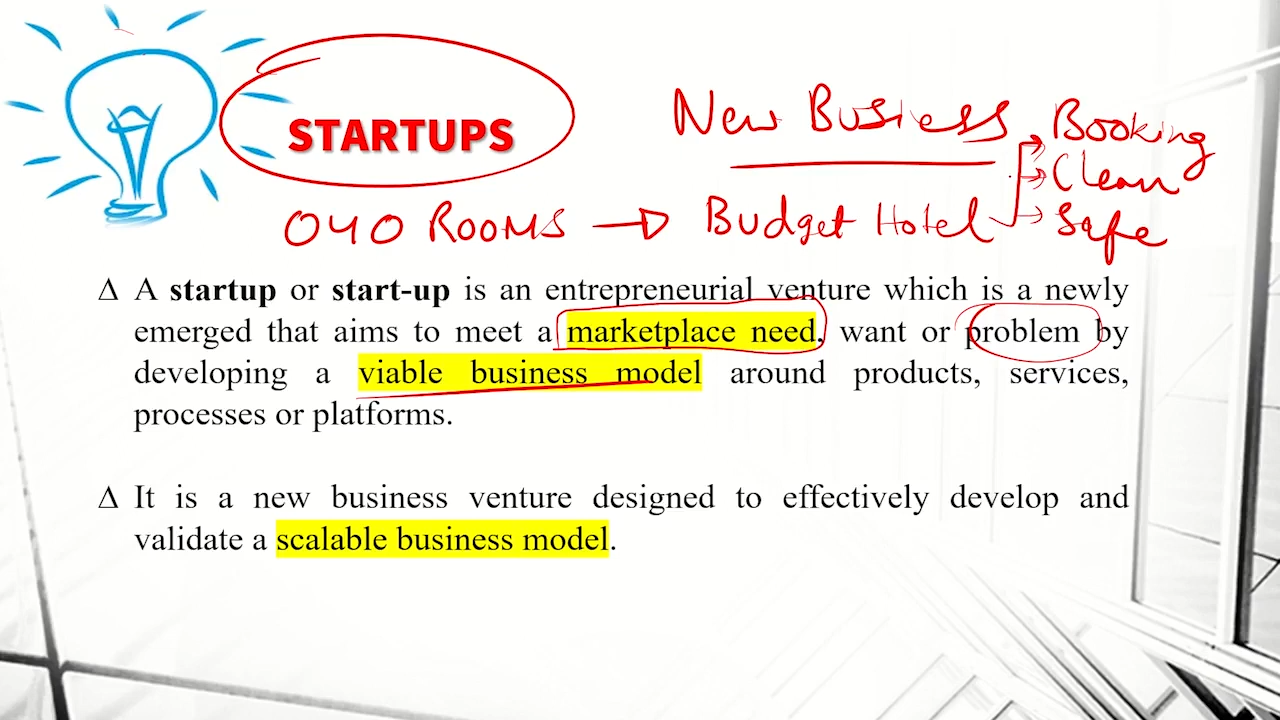 STARTUPS
New Business
Booking
Clean
Safe
OYO ROOMS → Budget Hotel
Δ A startup or start-up is an entrepreneurial venture which is a newly
emerged that aims to meet a marketplace need, want or problem by
developing a viable business model around products, services,
processes or platforms.
Δ It is a new business venture designed to effectively develop and
validate a scalable business model.